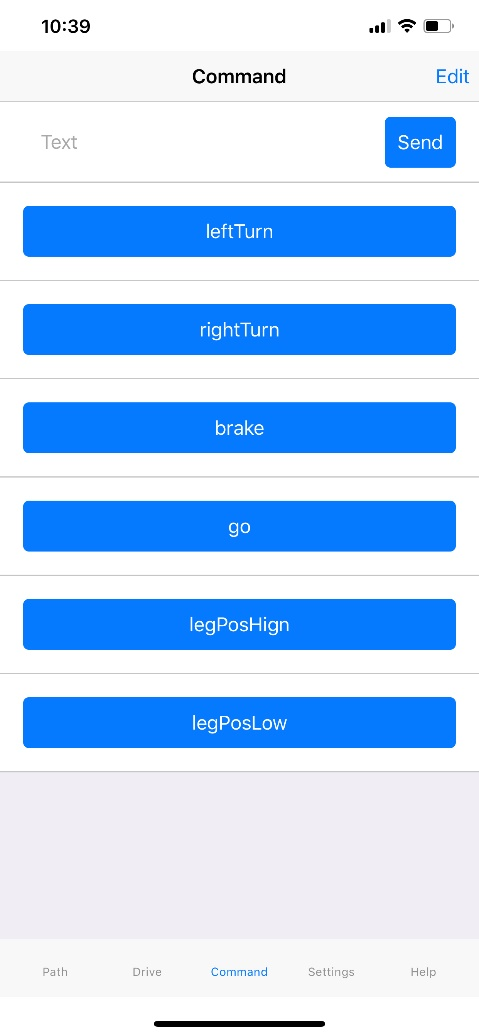 10:39
Command
Edit
Text
Send
leftTurn
rightTurn
brake
go
legPosHign
legPosLow
Path
Drive
Command
Settings
Help